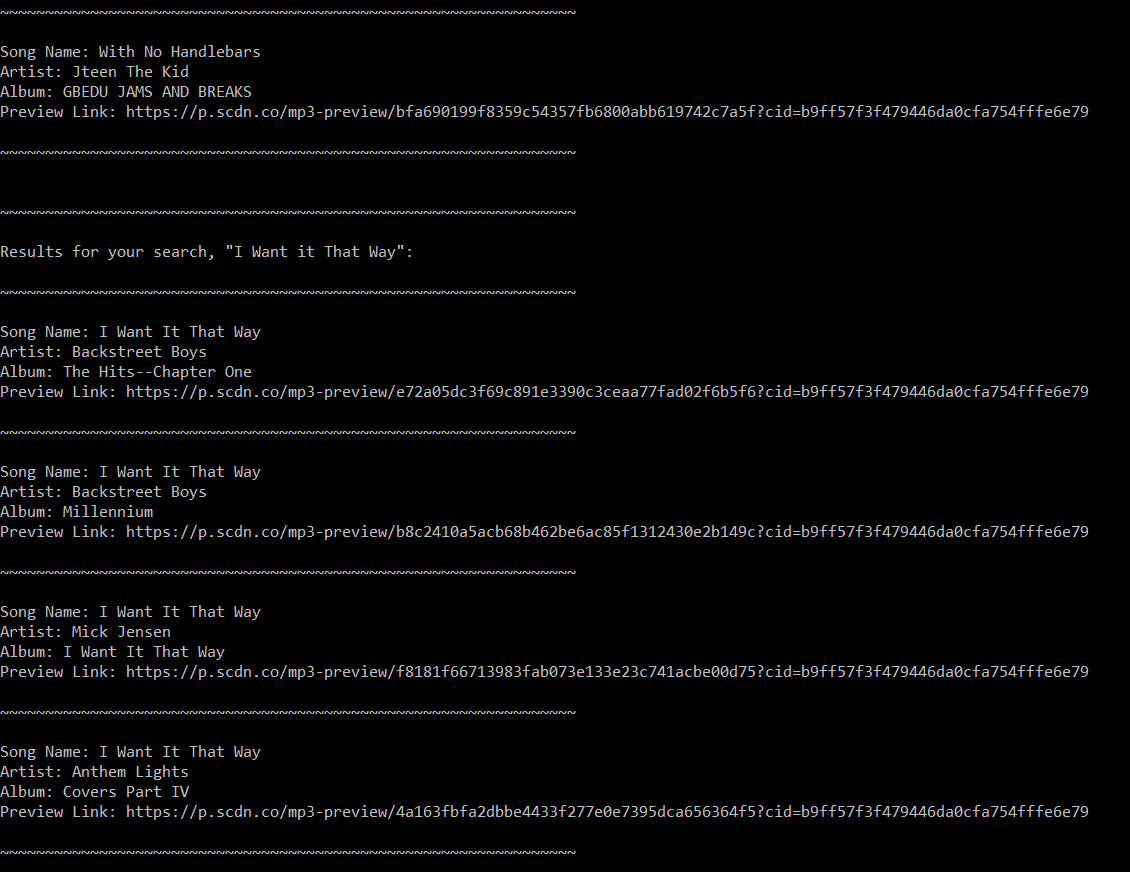 ~~~~~~~~~~~~~~~~~~~~~~~~~~~~~~~~~~~~~~~~~~~~~~~~~~~~~~~~~~~~~~~~
Song Name: With No Handlebars
Artist: Jteen The Kid
Album: GBEDU JAMS AND BREAKS
Preview Link: https://p.scdn.co/mp3-preview/bfa690199f8359c54357fb6800abb619742c7a5f?cid=b9ff57f3f479446da0cfa754fffe6e79
~~~~~~~~~~~~~~~~~~~~~~~~~~~~~~~~~~~~~~~~~~~~~~~~~~~~~~~~~~~~~~~~
~~~~~~~~~~~~~~~~~~~~~~~~~~~~~~~~~~~~~~~~~~~~~~~~~~~~~~~~~~~~~~~~
Results for your search, "I Want it That Way":
~~~~~~~~~~~~~~~~~~~~~~~~~~~~~~~~~~~~~~~~~~~~~~~~~~~~~~~~~~~~~~~~
Song Name: I Want It That Way
Artist: Backstreet Boys
Album: The Hits--Chapter One
Preview Link: https://p.scdn.co/mp3-preview/e72a05dc3f69c891e3390c3ceaa77fad02f6b5f6?cid=b9ff57f3f479446da0cfa754fffe6e79
~~~~~~~~~~~~~~~~~~~~~~~~~~~~~~~~~~~~~~~~~~~~~~~~~~~~~~~~~~~~~~~~
Song Name: I Want It That Way
Artist: Backstreet Boys
Album: Millennium
Preview Link: https://p.scdn.co/mp3-preview/b8c2410a5acb68b462be6ac85f1312430e2b149c?cid=b9ff57f3f479446da0cfa754fffe6e79
~~~~~~~~~~~~~~~~~~~~~~~~~~~~~~~~~~~~~~~~~~~~~~~~~~~~~~~~~~~~~~~~
Song Name: I Want It That Way
Artist: Mick Jensen
Album: I Want It That Way
Preview Link: https://p.scdn.co/mp3-preview/f8181f66713983fab073e133e23c741acbe00d75?cid=b9ff57f3f479446da0cfa754fffe6e79
~~~~~~~~~~~~~~~~~~~~~~~~~~~~~~~~~~~~~~~~~~~~~~~~~~~~~~~~~~~~~~~~
Song Name: I Want It That Way
Artist: Anthem Lights
Album: Covers Part IV
Preview Link: https://p.scdn.co/mp3-preview/4a163fbfa2dbbe4433f277e0e7395dca656364f5?cid=b9ff57f3f479446da0cfa754fffe6e79
~~~~~~~~~~~~~~~~~~~~~~~~~~~~~~~~~~~~~~~~~~~~~~~~~~~~~~~~~~~~~~~~